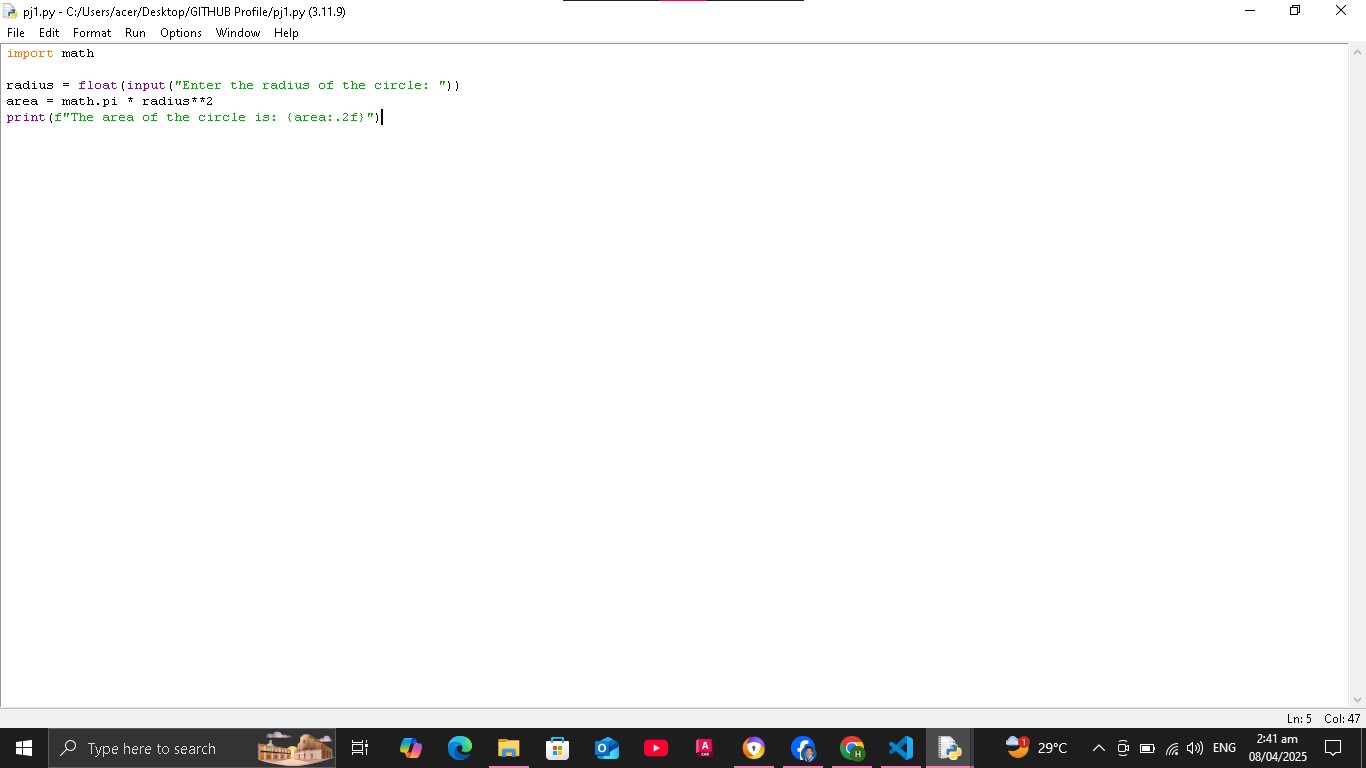 pj1.py - C:/Users/acer/Desktop/GITHUB Profile/pj1.py (3.11.9)
File Edit Format Run Options Window Help
import math
radius = float(input("Enter the radius of the circle: "))
area = math.pi * radius**2
print(f"The area of the circle is: {area:.2f}")
Ln: 5 Col: 47
Type here to search
29°C
ENG
2:41 am
08/04/2025